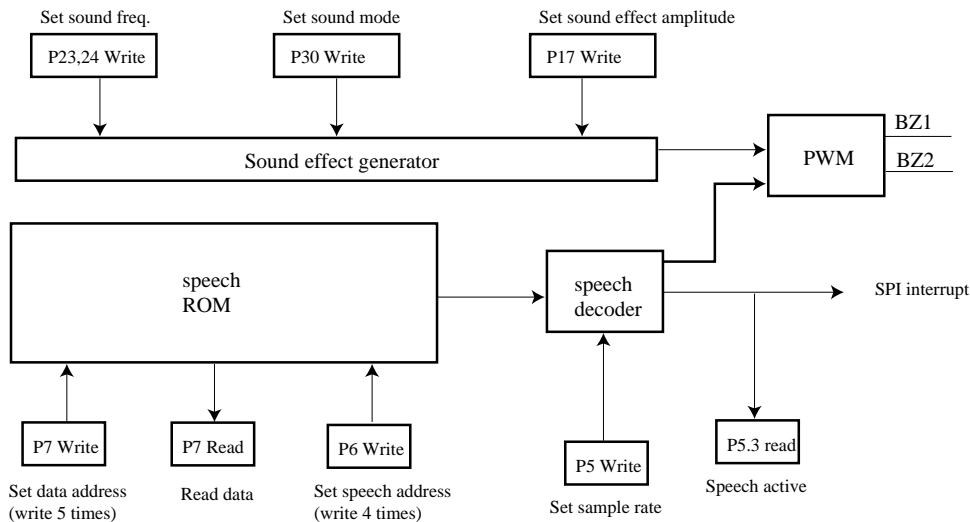 Set sound freq.
Set sound mode
Set sound effect amplitude
P23,24 Write
P30 Write
P17 Write
Sound effect generator
PWM
BZ1
BZ2
speech
ROM
speech
decoder
SPI interrupt
P7 Write
P7 Read
P6 Write
P5 Write
P5.3 read
Set data address
(write 5 times)
Read data
Set speech address
(write 4 times)
Set sample rate
Speech active